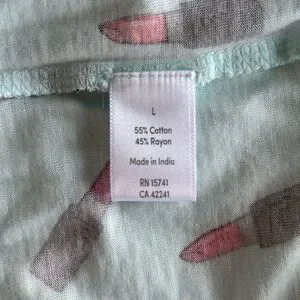 L
55% Cotton
45% Rayon
Made in India
RN 15741
CA 42241